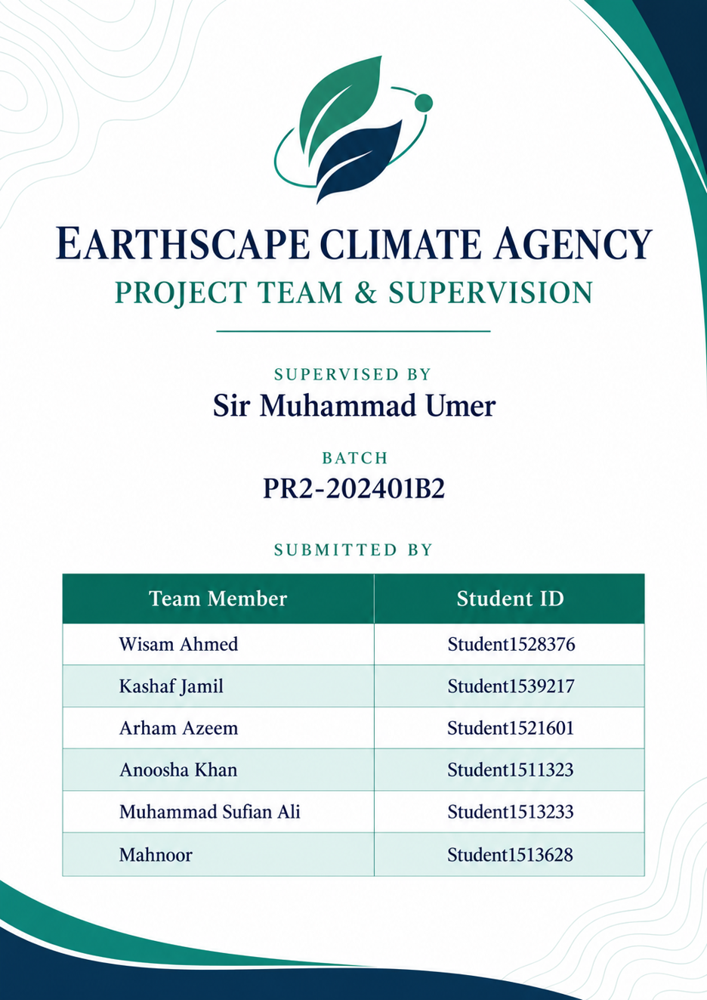 EARTHSCAPE CLIMATE AGENCY
PROJECT TEAM & SUPERVISION
SUPERVISED BY
Sir Muhammad Umer
BATCH
PR2-202401B2
SUBMITTED BY
Team Member Student ID
Wisam Ahmed Student1528376
Kashaf Jamil Student1539217
Arham Azeem Student1521601
Anoosha Khan Student1511323
Muhammad Sufian Ali Student1513233
Mahnoor Student1513628